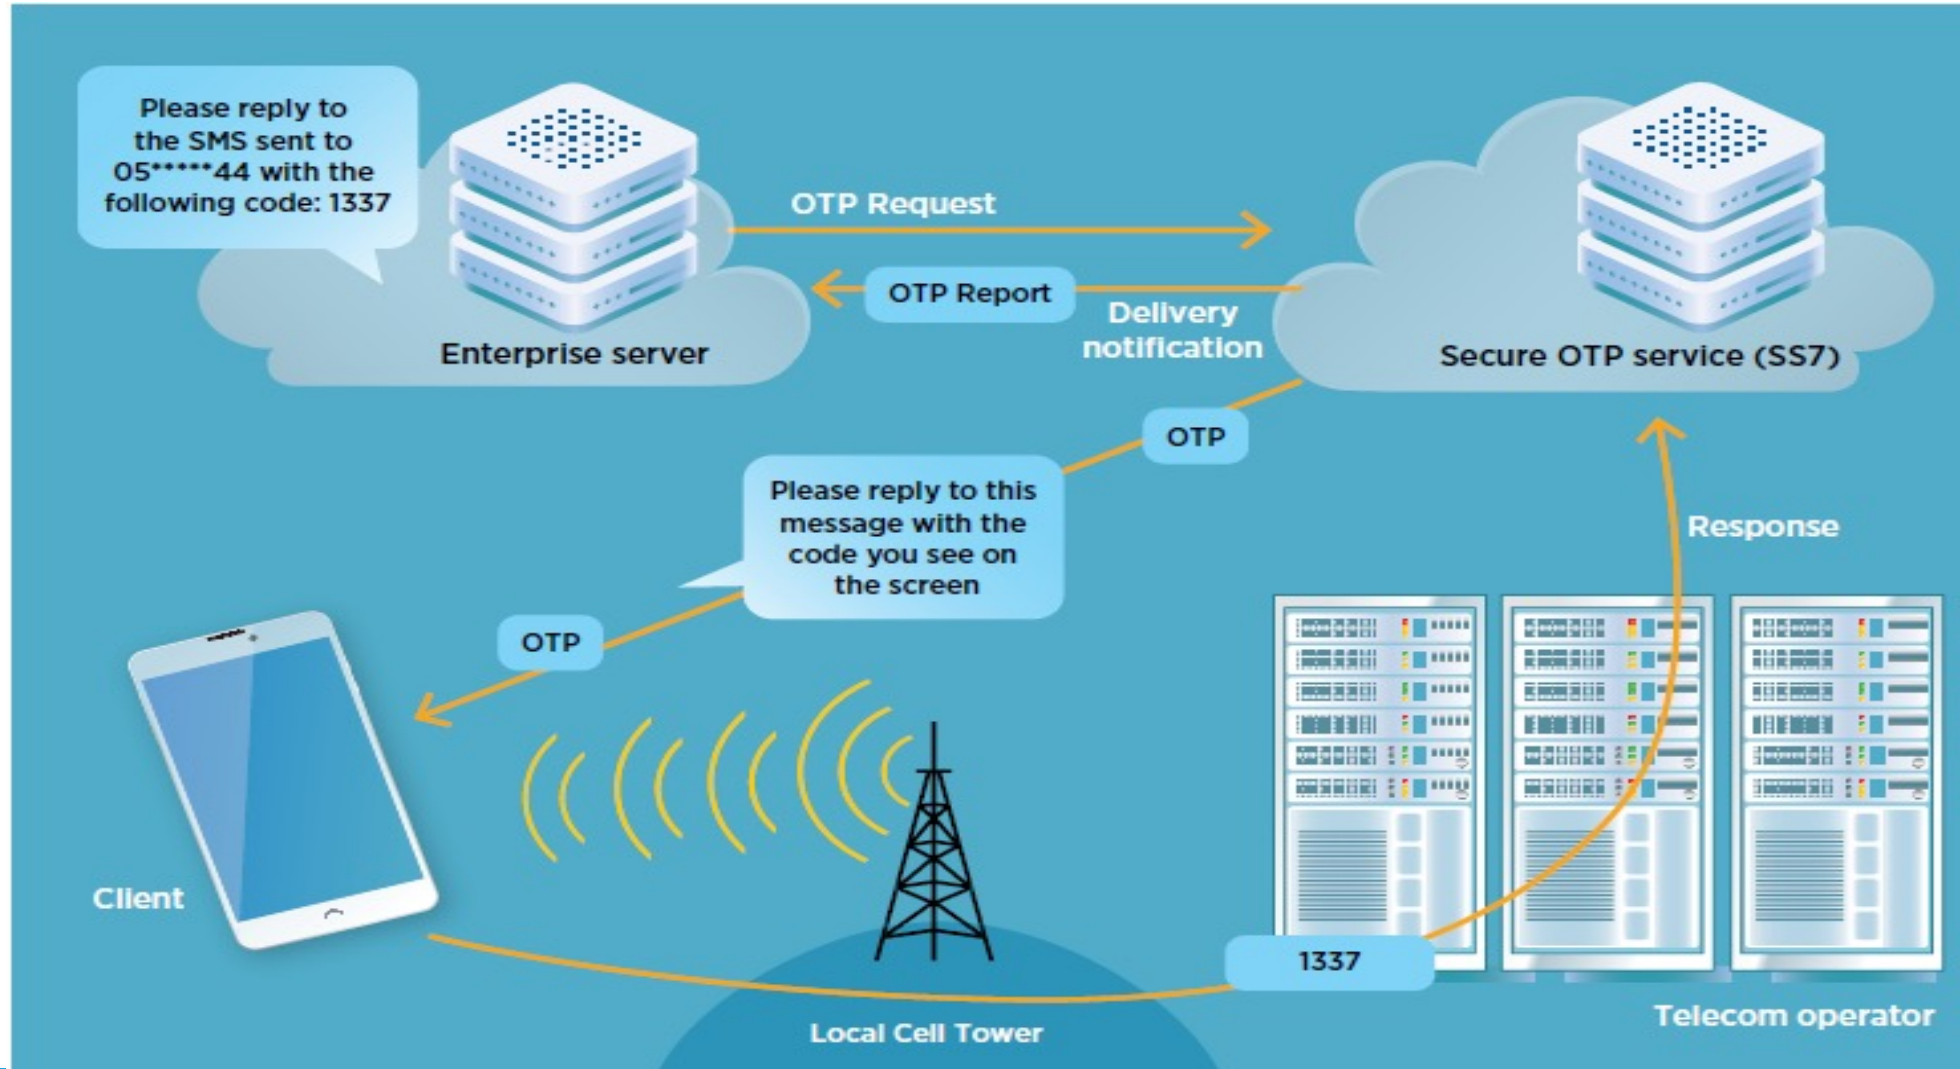 Please reply to
the SMS sent to
05*****44 with the
following code: 1337
OTP Request
OTP Report
Delivery
notification
Enterprise server
Secure OTP service (SS7)
OTP
Please reply to this
message with the
code you see on
the screen
Response
OTP
Client
1337
Local Cell Tower
Telecom operator